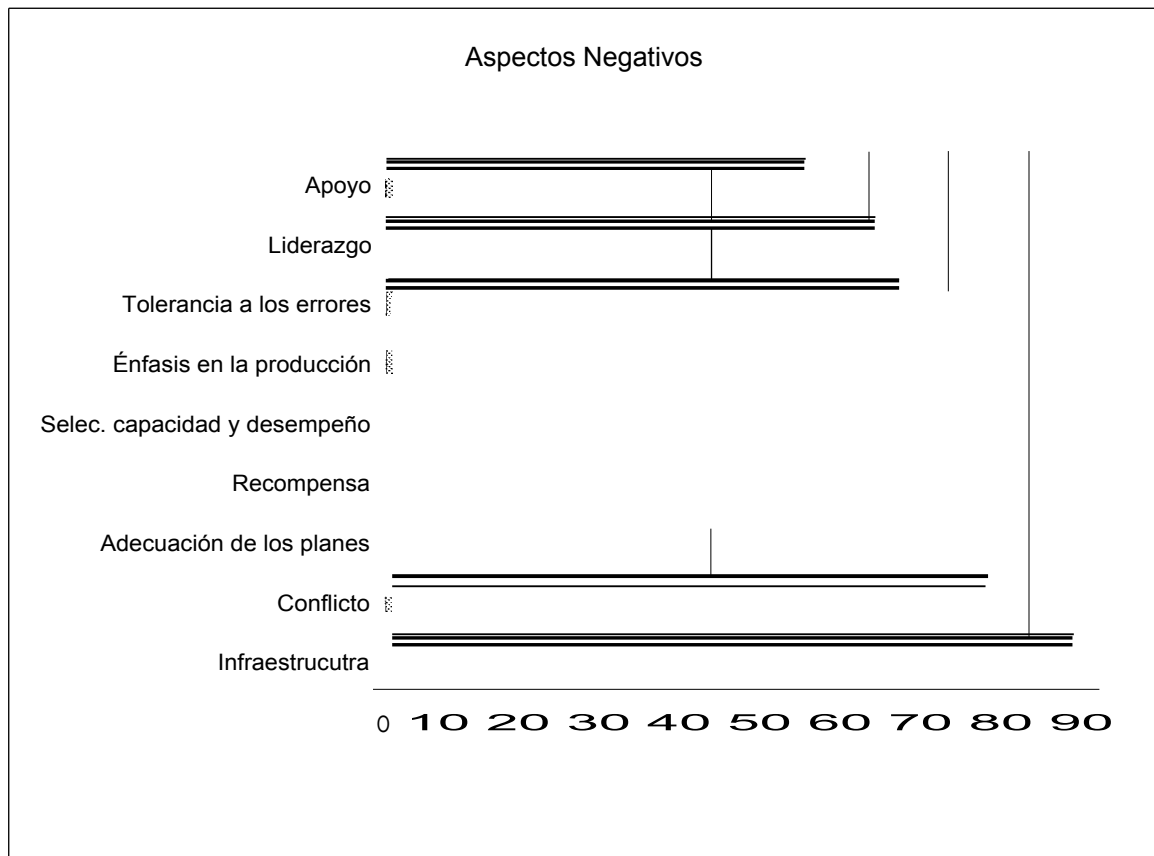 Aspectos Negativos
Apoyo
Liderazgo
Tolerancia a los errores
Énfasis en la producción
Selec. capacidad y desempeño
Recompensa
Adecuación de los planes
Conflicto
Infraestrucutra
0 10 20 30 40 50 60 70 80 90